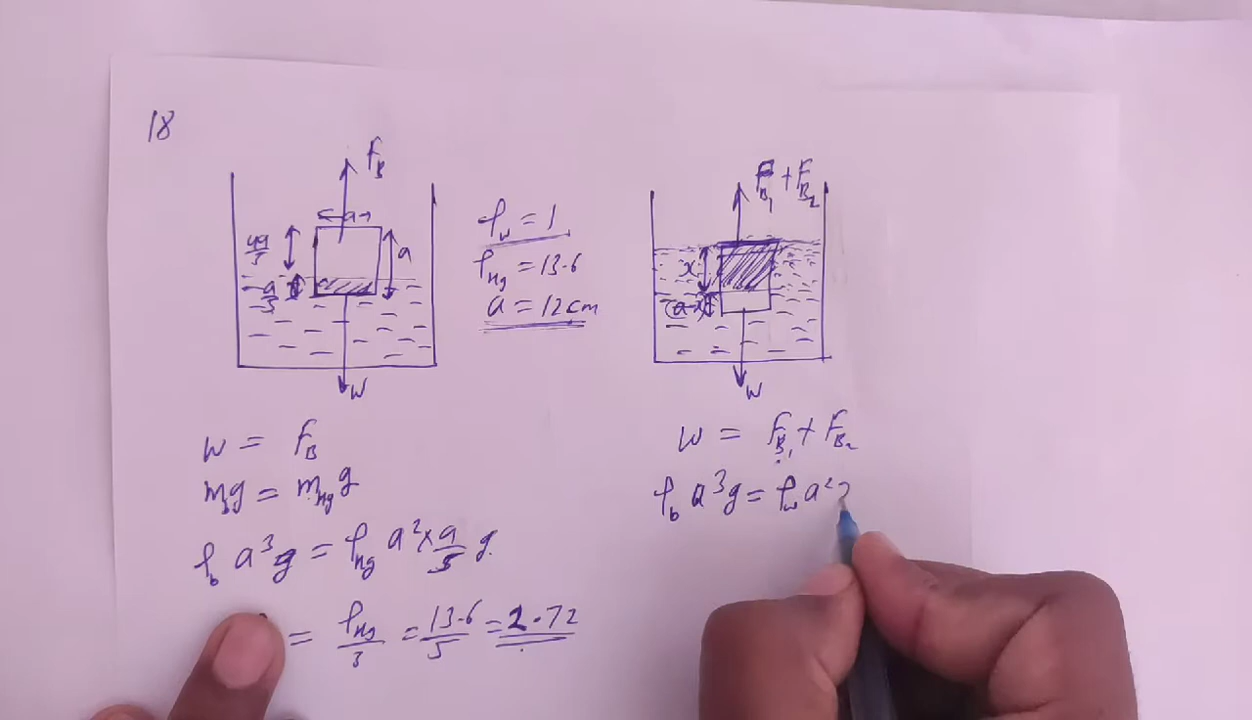 18
F_B
←a→
4a/5
a
a/5
ρ_w = 1
ρ_Hg = 13.6
a = 12cm
W
W = F_B
mg = m_Hg g
ρ_b a³g = ρ_Hg a² × a/5 g
= ρ_Hg/5 = 13.6/5 = 2.72
F_B₁ + F_B₂
x
(a-x)
W
W = F_B₁ + F_B₂
ρ_b a³g = ρ_w a²